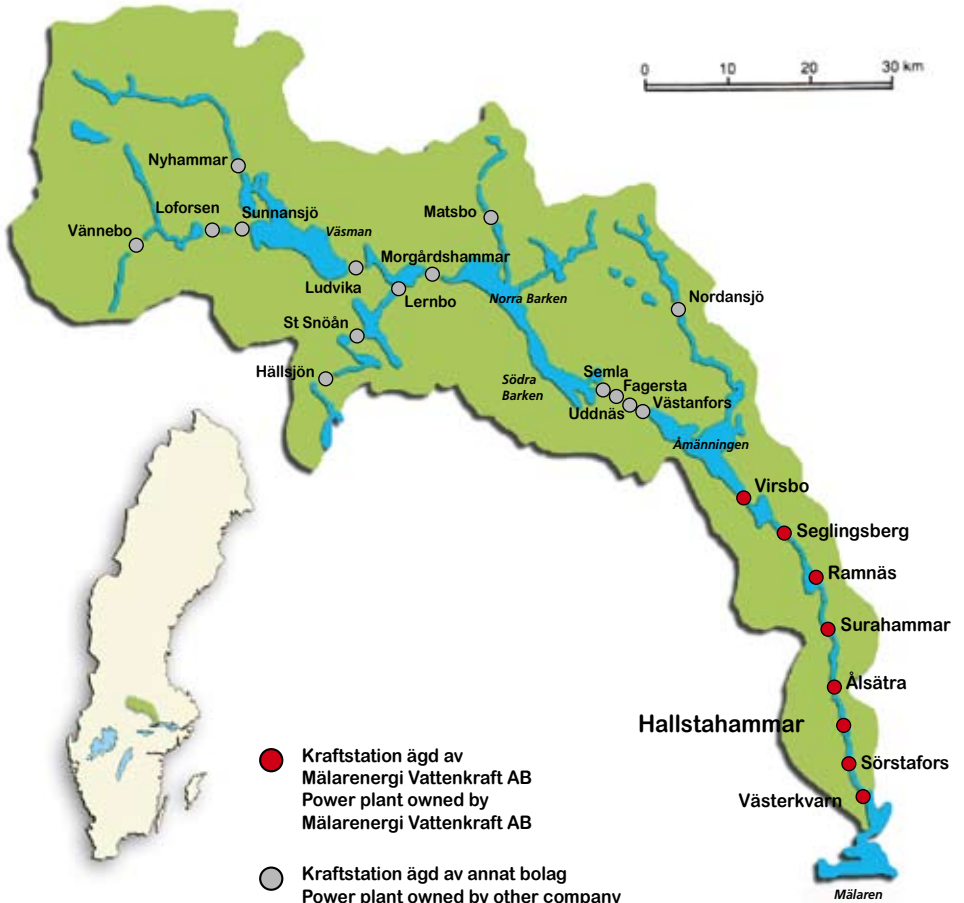 0 10 20 30 km
Nyhammar
Loforsen
Sunnansjö
Matsbo
Vännebo
Väsman
Morgårdshammar
Ludvika
Lernbo
Norra Barken
Nordansjö
St Snöån
Hällsjön
Semla
Södra
Barken
Fagersta
Uddnäs
Västanfors
Åmänningen
Virsbo
Seglingsberg
Ramnäs
Surahammar
Ålsätra
Hallstahammar
Sörstafors
Västerkvarn
Kraftstation ägd av
Mälarenergi Vattenkraft AB
Power plant owned by
Mälarenergi Vattenkraft AB
Kraftstation ägd av annat bolag
Power plant owned by other company
Mälaren